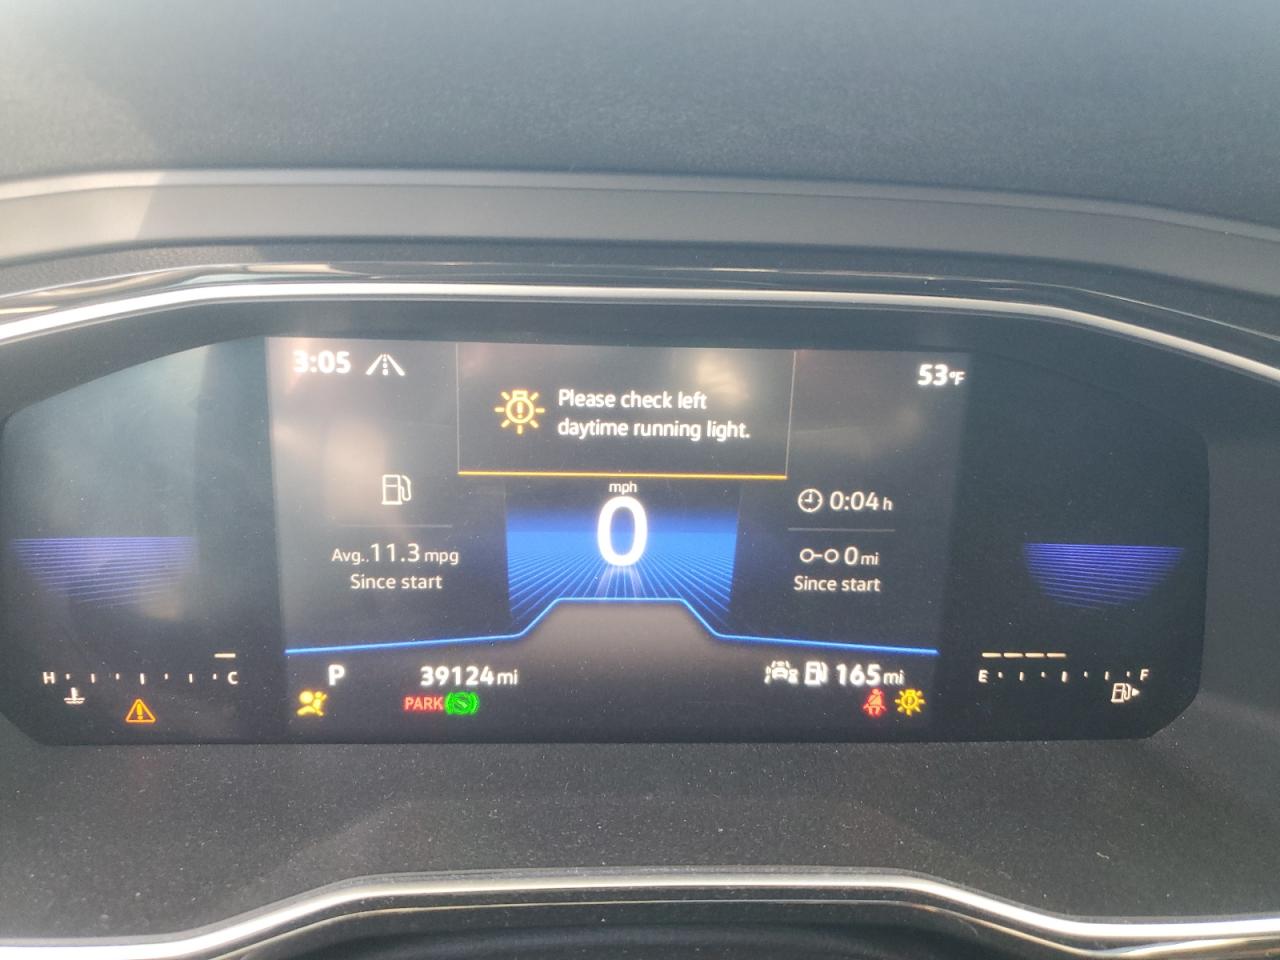 3:05
Please check left
daytime running light.
53°F
mph
0
Avg. 11.3 mpg
Since start
0:04 h
0 mi
Since start
H C
P
39124 mi
165 mi
E F
PARK